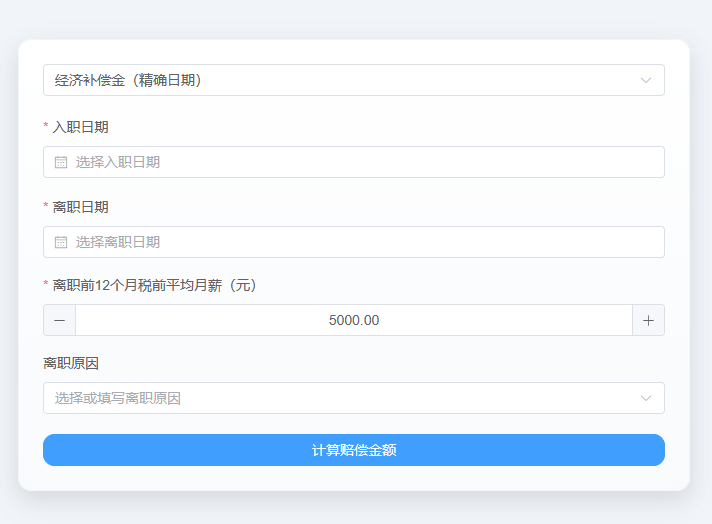 经济补偿金（精确日期）
* 入职日期
选择入职日期
* 离职日期
选择离职日期
* 离职前12个月税前平均月薪（元）
5000.00
离职原因
选择或填写离职原因
计算赔偿金额